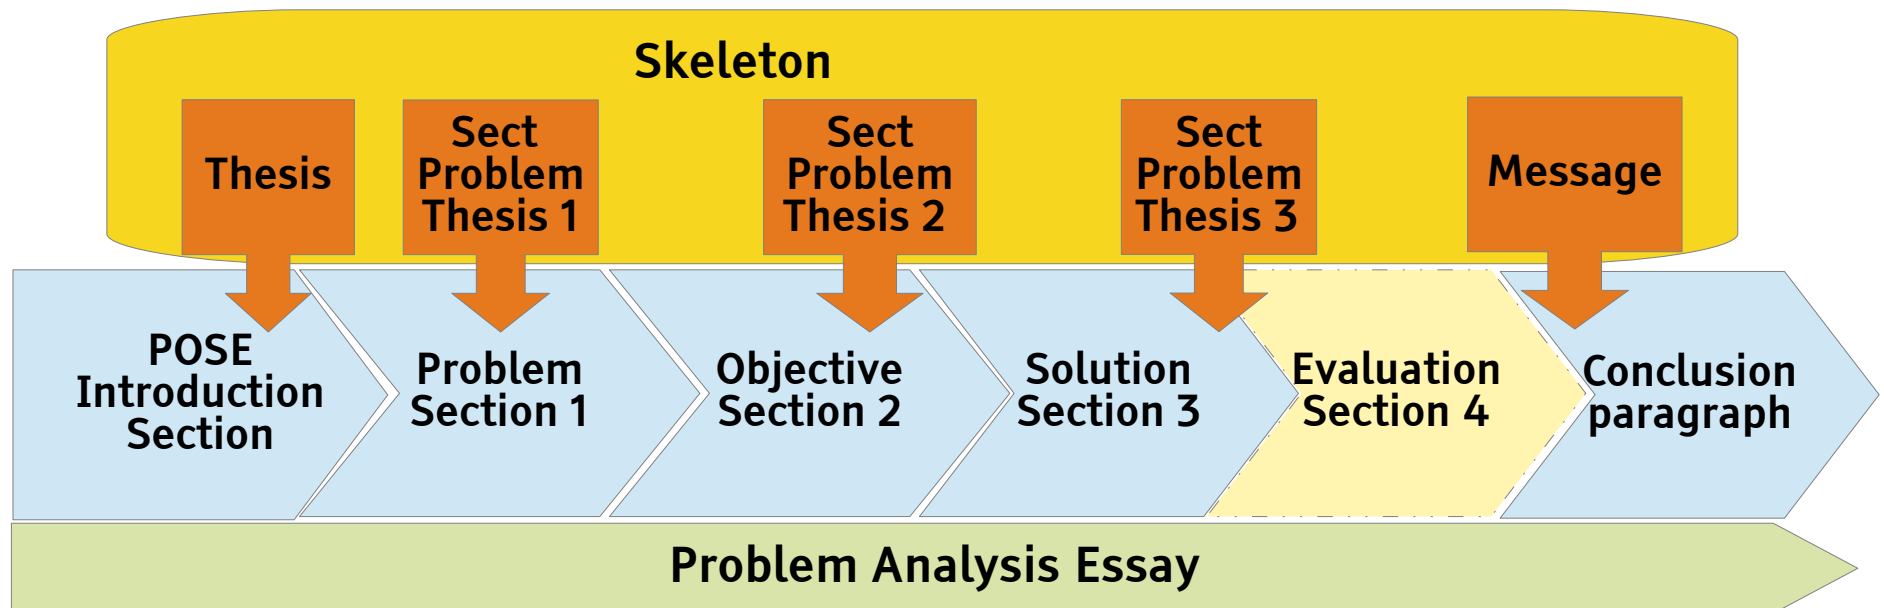 Skeleton
Thesis
Sect
Problem
Thesis 1
Sect
Problem
Thesis 2
Sect
Problem
Thesis 3
Message
POSE
Introduction
Section
Problem
Section 1
Objective
Section 2
Solution
Section 3
Evaluation
Section 4
Conclusion
paragraph
Problem Analysis Essay